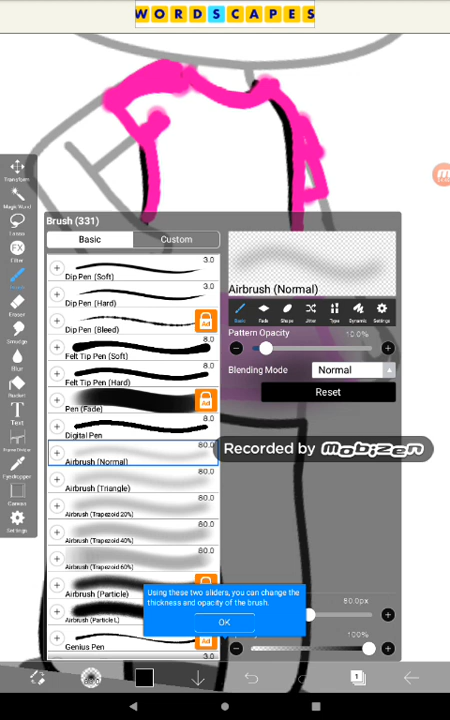 WORDSCAPES
Brush (331)
Basic
Custom
3.0
Dip Pen (Soft)
3.0
Dip Pen (Hard)
Dip Pen (Bleed)
Ad
8.0
Felt Tip Pen (Soft)
8.0
Felt Tip Pen (Hard)
Pen (Fade)
Ad
8.0
Digital Pen
80.0
Airbrush (Normal)
80.0
Airbrush (Triangle)
80.0
Airbrush (Trapezoid 20%)
80.0
Airbrush (Trapezoid 40%)
80.0
Airbrush (Trapezoid 60%)
Airbrush (Particle)
Airbrush (Particle L)
Genius Pen
3.0
Airbrush (Normal)
Basic
Fade
Shape
Jitter
Type
Dynamic
Settings
Pattern Opacity
10.0%
Blending Mode
Normal
Reset
Recorded by Mobizen
Using these two sliders, you can change the
thickness and opacity of the brush.
OK
80.0px
100%
Transform
Magic Wand
Lasso
FX
Filter
Brush
Eraser
Smudge
Blur
Bucket
Text
Frame Divider
Eyedropper
Canvas
Settings
1